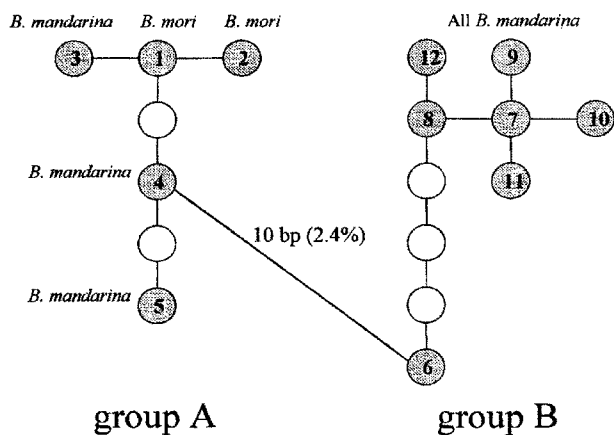 B. mandarina B. mori B. mori All B. mandarina
3 1 2 12 9
8 7 10
B. mandarina 4 11
10 bp (2.4%)
B. mandarina 5
6
group A group B